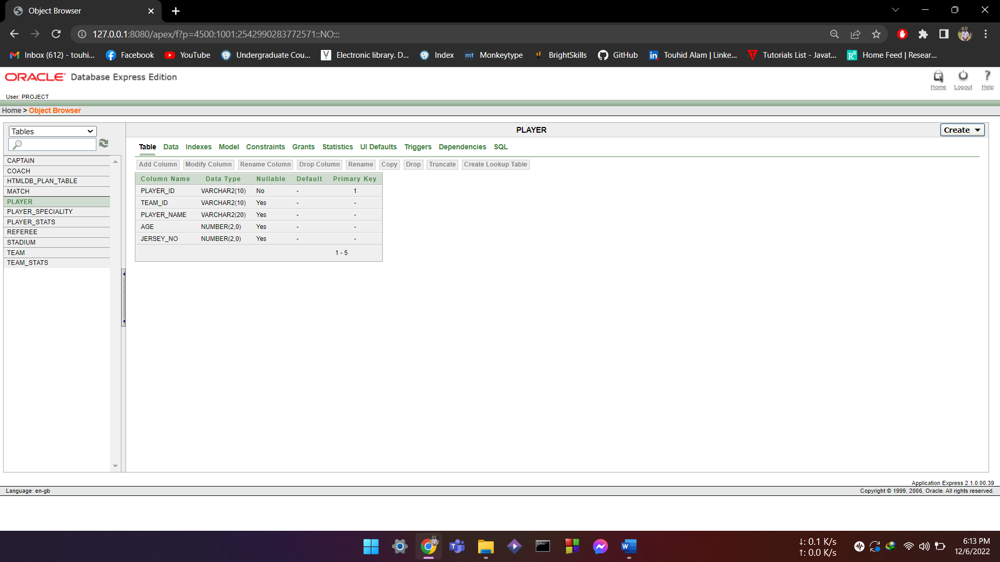 Object Browser
127.0.0.1:8080/apex/f?p=4500:1001:2542990283772571::NO:::
Inbox (612) - touhi... Facebook YouTube Undergraduate Cou... Electronic library. D... Index mt Monkeytype BrightSkills GitHub Touhid Alam | Linke... Tutorials List - Javat... Home Feed | Resear...
ORACLE Database Express Edition
Home Logout Help
User: PROJECT
Home > Object Browser
Tables
PLAYER
Create
Table Data Indexes Model Constraints Grants Statistics UI Defaults Triggers Dependencies SQL
Add Column Modify Column Rename Column Drop Column Rename Copy Drop Truncate Create Lookup Table
CAPTAIN
COACH
HTMLDB_PLAN_TABLE
MATCH
PLAYER
PLAYER_SPECIALITY
PLAYER_STATS
REFEREE
STADIUM
TEAM
TEAM_STATS
Column Name Data Type Nullable Default Primary Key
PLAYER_ID VARCHAR2(10) No - 1
TEAM_ID VARCHAR2(10) Yes - -
PLAYER_NAME VARCHAR2(20) Yes - -
AGE NUMBER(2,0) Yes - -
JERSEY_NO NUMBER(2,0) Yes - -
1 - 5
Application Express 2.1.0.00.39
Language: en-gb
Copyright © 1999, 2006, Oracle. All rights reserved.
↓: 0.1 K/s
↑: 0.0 K/s
6:13 PM
12/6/2022